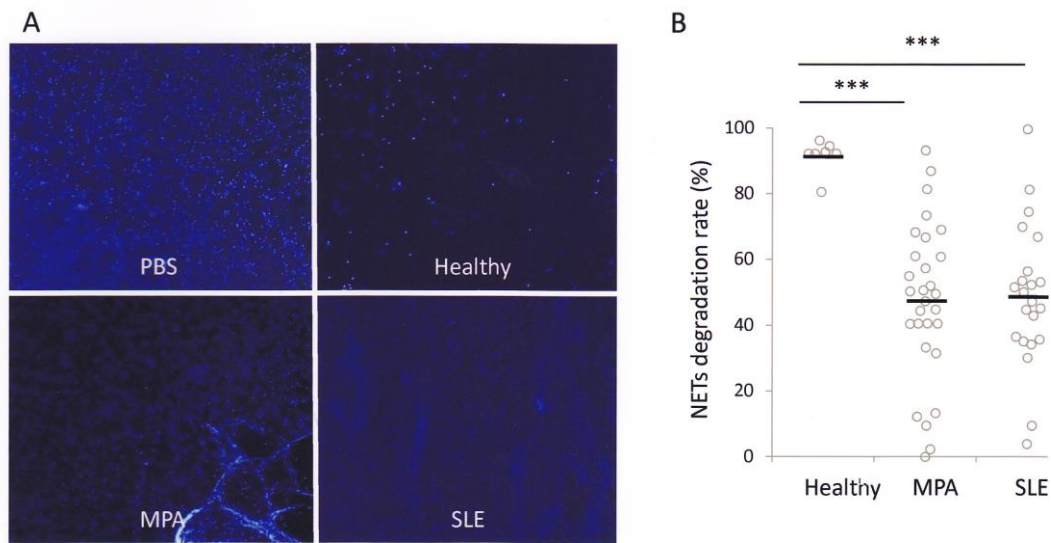 A
PBS
Healthy
MPA
SLE
B
***
***
NETs degradation rate (%)
100
80
60
40
20
0
Healthy MPA SLE